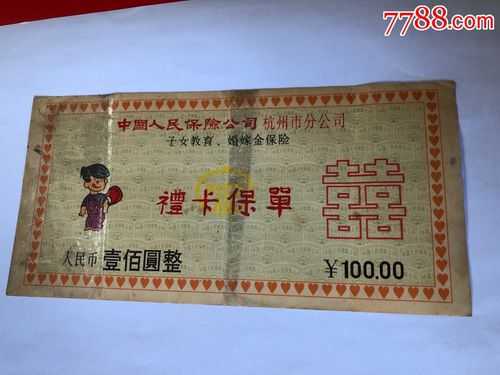 7788.com
中國人民保險公司 杭州市分公司
子女教育、婚嫁金保险
禮卡保單
囍
人民币 壹佰圓整
￥100.00